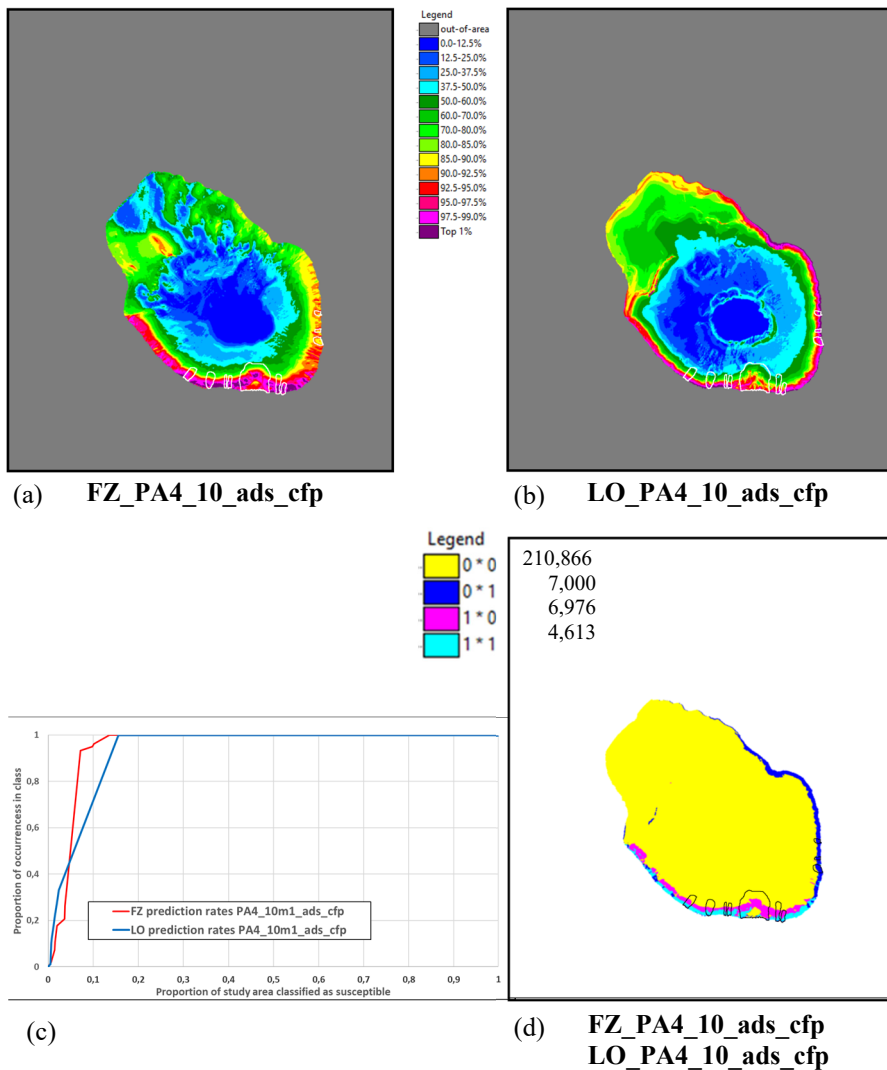 Legend
out-of-area
0.0-12.5%
12.5-25.0%
25.0-37.5%
37.5-50.0%
50.0-60.0%
60.0-70.0%
70.0-80.0%
80.0-85.0%
85.0-90.0%
90.0-92.5%
92.5-95.0%
95.0-97.5%
97.5-99.0%
Top 1%
(a) FZ_PA4_10_ads_cfp
(b) LO_PA4_10_ads_cfp
Legend
0 * 0
0 * 1
1 * 0
1 * 1
210,866
7,000
6,976
4,613
Proportion of occurrencess in class
1
0,8
0,6
0,4
0,2
0
FZ prediction rates PA4_10m1_ads_cfp
LO prediction rates PA4_10m1_ads_cfp
0 0,1 0,2 0,3 0,4 0,5 0,6 0,7 0,8 0,9 1
Proportion of study area classified as susceptible
(c)
(d) FZ_PA4_10_ads_cfp
LO_PA4_10_ads_cfp